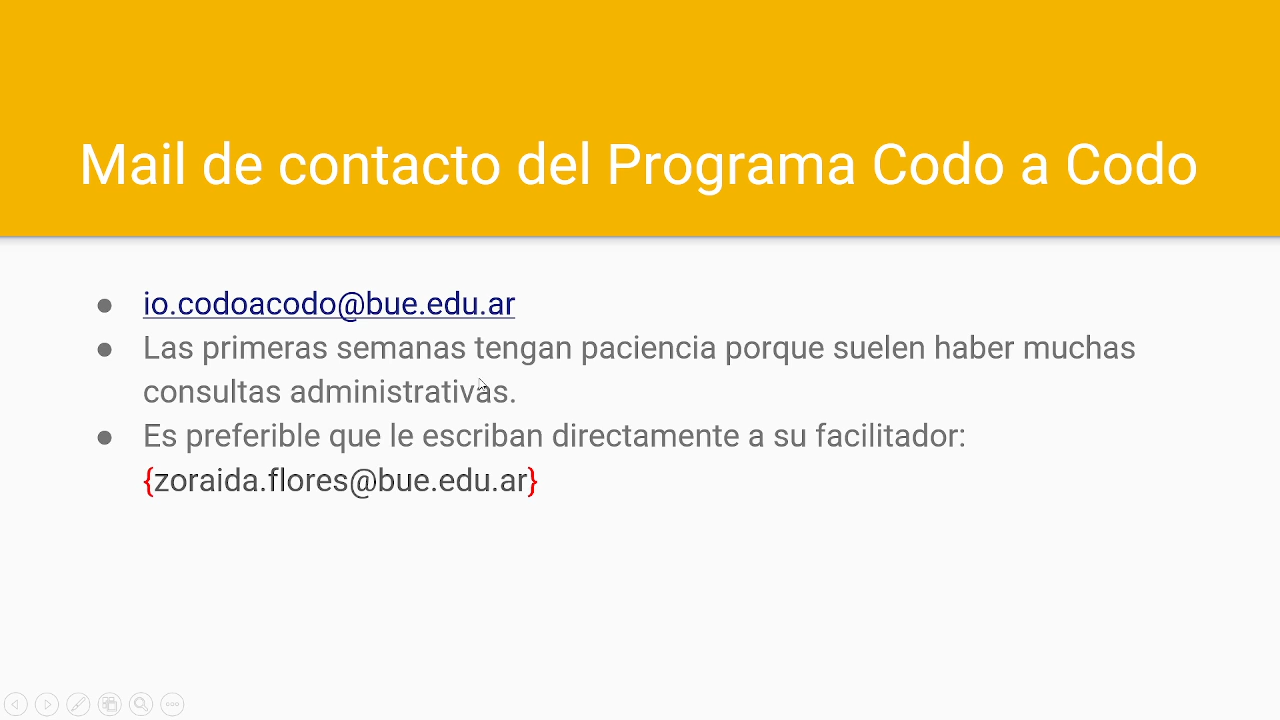 Mail de contacto del Programa Codo a Codo
● io.codoacodo@bue.edu.ar
● Las primeras semanas tengan paciencia porque suelen haber muchas
consultas administrativas.
● Es preferible que le escriban directamente a su facilitador:
{zoraida.flores@bue.edu.ar}